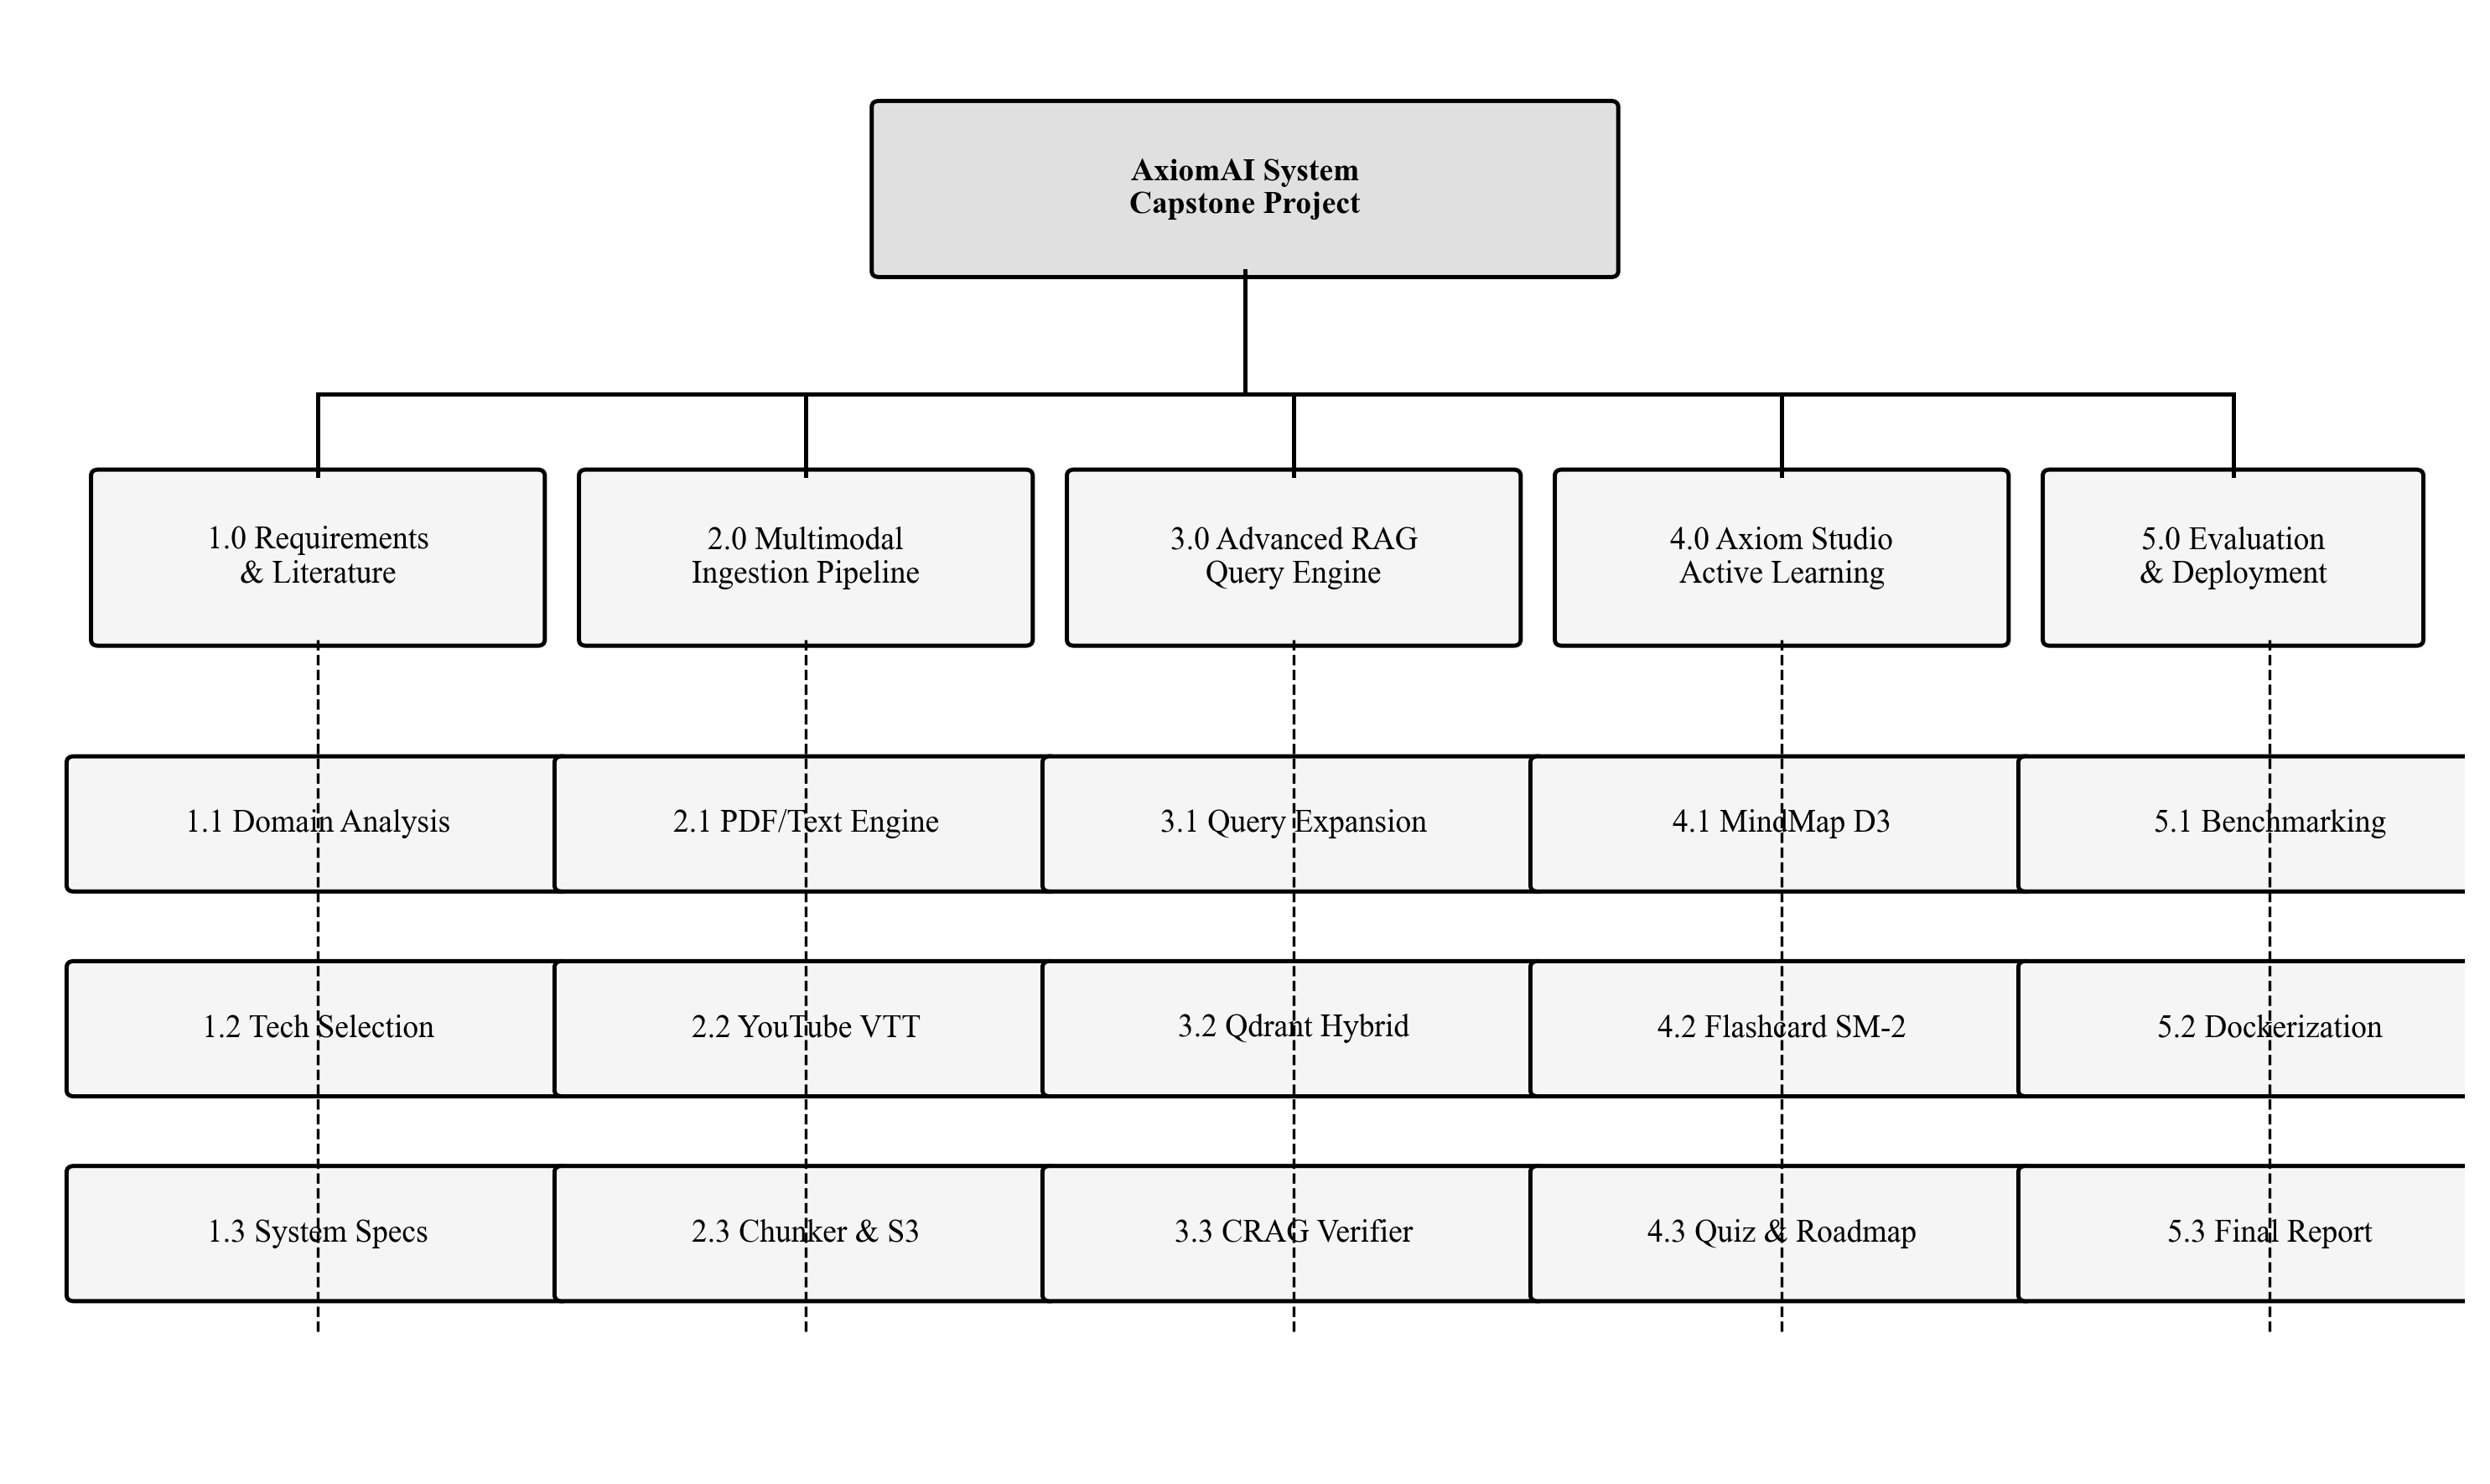 AxiomAI System
Capstone Project
1.0 Requirements
& Literature
2.0 Multimodal
Ingestion Pipeline
3.0 Advanced RAG
Query Engine
4.0 Axiom Studio
Active Learning
5.0 Evaluation
& Deployment
1.1 Domain Analysis
2.1 PDF/Text Engine
3.1 Query Expansion
4.1 MindMap D3
5.1 Benchmarking
1.2 Tech Selection
2.2 YouTube VTT
3.2 Qdrant Hybrid
4.2 Flashcard SM-2
5.2 Dockerization
1.3 System Specs
2.3 Chunker & S3
3.3 CRAG Verifier
4.3 Quiz & Roadmap
5.3 Final Report